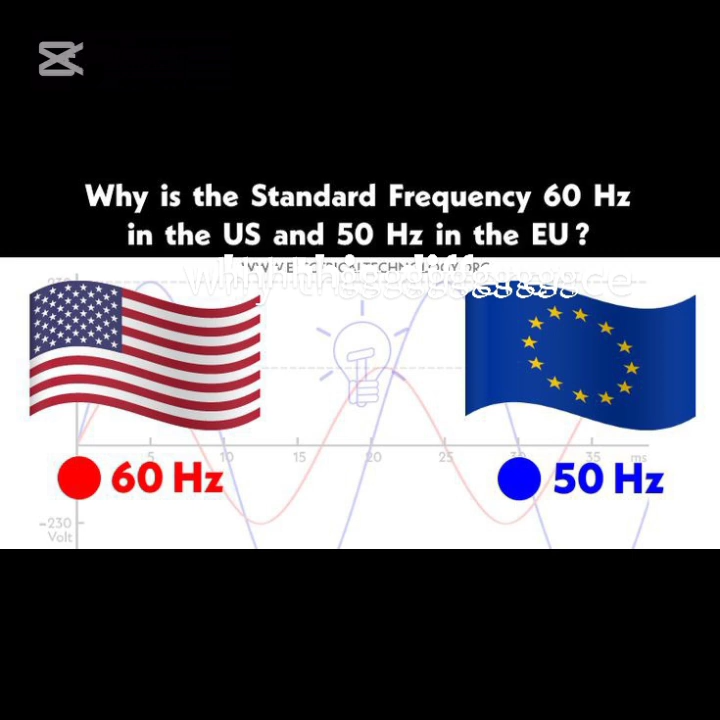 Why is the Standard Frequency 60 Hz
in the US and 50 Hz in the EU ?
5 10 15 20 25 35 ms
60 Hz
50 Hz
-230
Volt